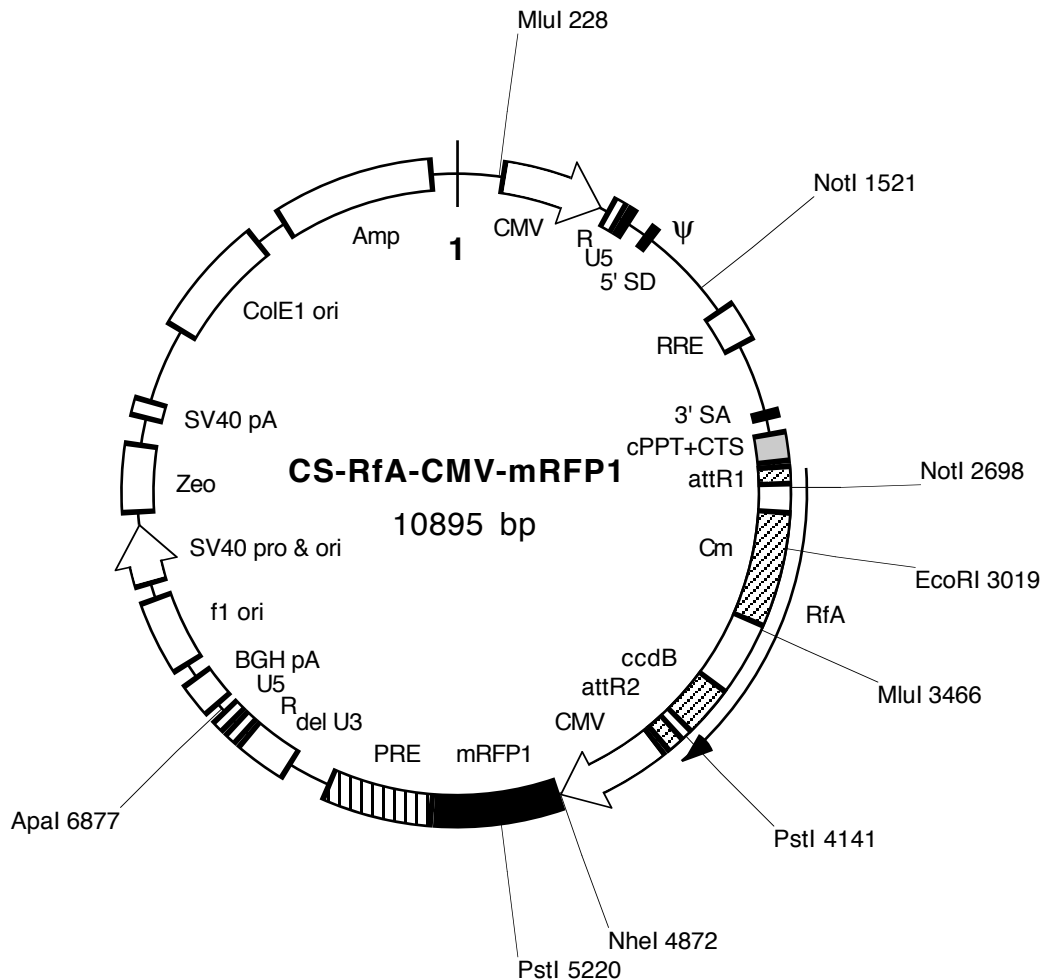 MluI 228
NotI 1521
CMV
R
U5
5' SD
ψ
Amp
1
ColE1 ori
RRE
3' SA
cPPT+CTS
attR1
NotI 2698
SV40 pA
CS-RfA-CMV-mRFP1
10895 bp
Zeo
Cm
EcoRI 3019
SV40 pro & ori
RfA
f1 ori
ccdB
MluI 3466
attR2
BGH pA
U5
R
del U3
CMV
PRE
mRFP1
ApaI 6877
PstI 4141
NheI 4872
PstI 5220